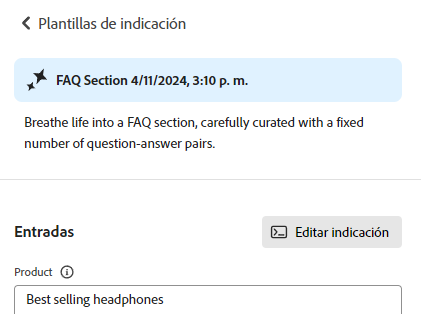 Plantillas de indicación
FAQ Section 4/11/2024, 3:10 p. m.
Breathe life into a FAQ section, carefully curated with a fixed
number of question-answer pairs.
Entradas
Editar indicación
Product
Best selling headphones